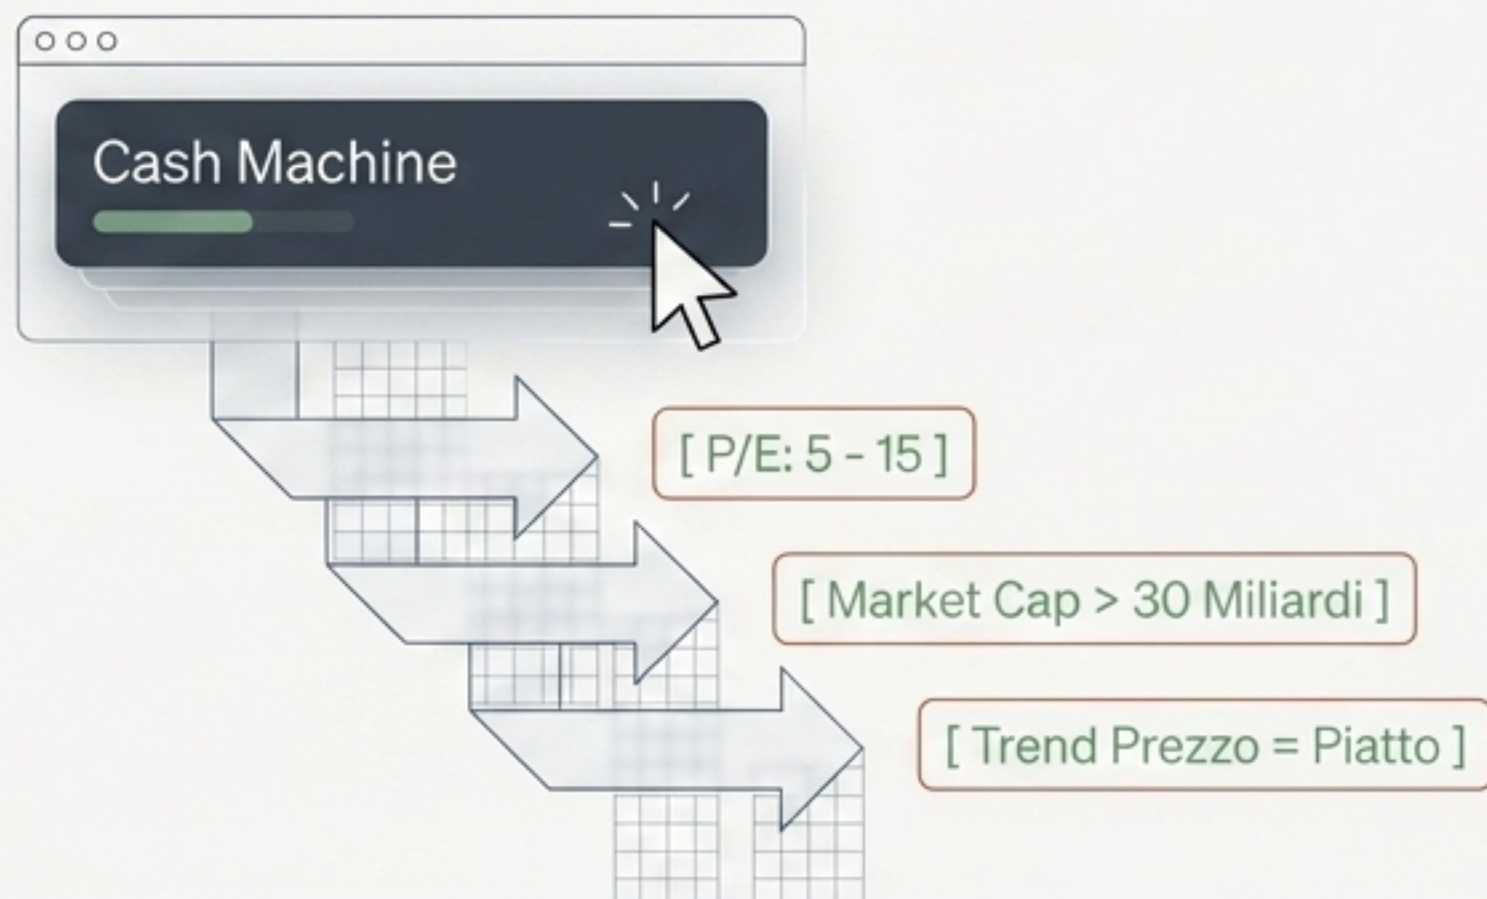 Cash Machine
[ P/E: 5 - 15 ]
[ Market Cap > 30 Miliardi ]
[ Trend Prezzo = Piatto ]